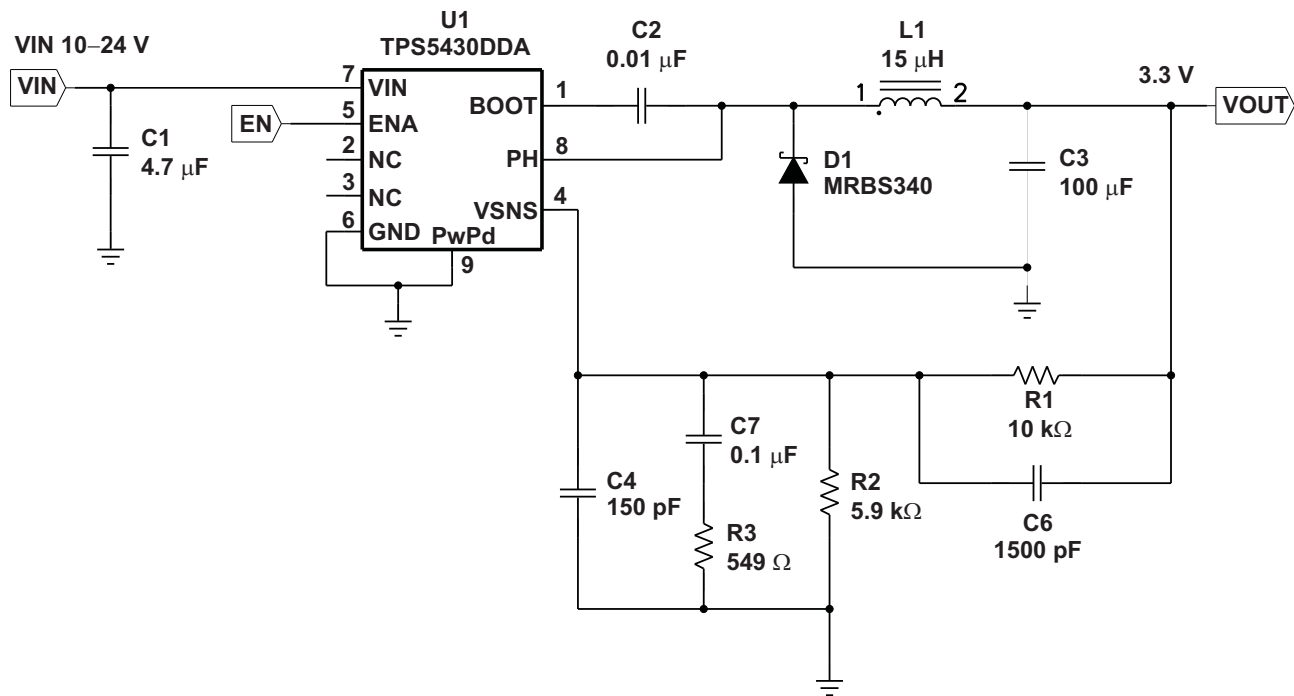 VIN 10–24 V
VIN
C1
4.7 μF
EN
U1
TPS5430DDA
7
VIN
5
ENA
2
NC
3
NC
6
GND
PwPd
9
BOOT
1
PH
8
VSNS
4
C2
0.01 μF
L1
15 μH
1
2
3.3 V
VOUT
D1
MRBS340
C3
100 μF
R1
10 kΩ
C7
0.1 μF
C4
150 pF
R2
5.9 kΩ
R3
549 Ω
C6
1500 pF